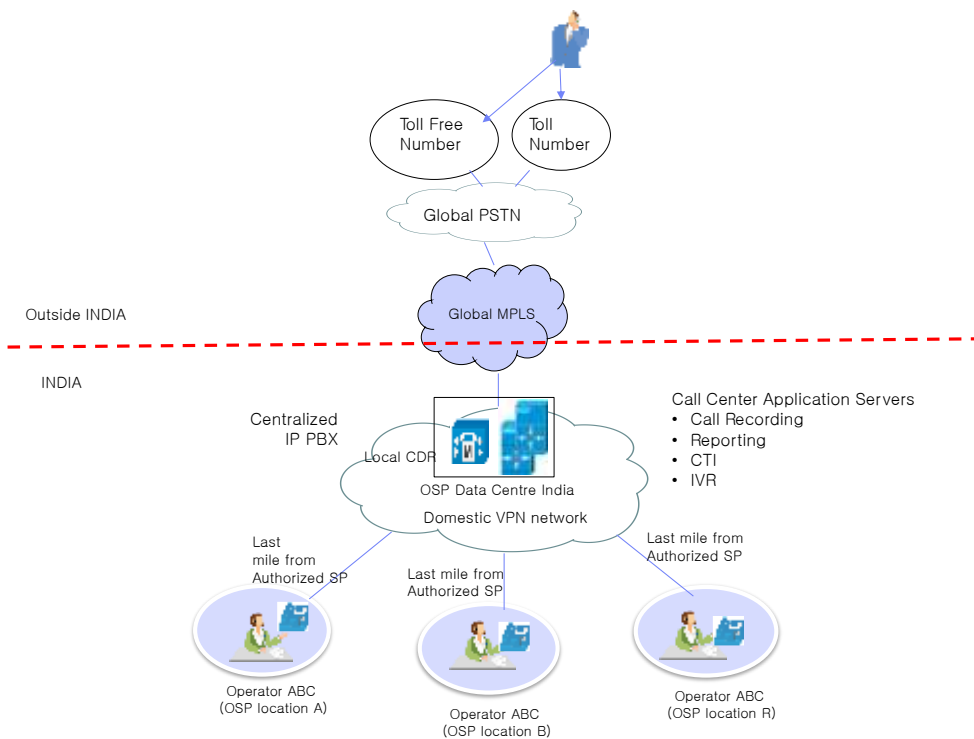 Toll Free
Number
Toll
Number
Global PSTN
Global MPLS
Outside INDIA
INDIA
Centralized
IP PBX
Call Center Application Servers
• Call Recording
• Reporting
• CTI
• IVR
Local CDR
OSP Data Centre India
Domestic VPN network
Last
mile from
Authorized SP
Last mile from
Authorized SP
Last mile from
Authorized SP
Operator ABC
(OSP location A)
Operator ABC
(OSP location B)
Operator ABC
(OSP location R)